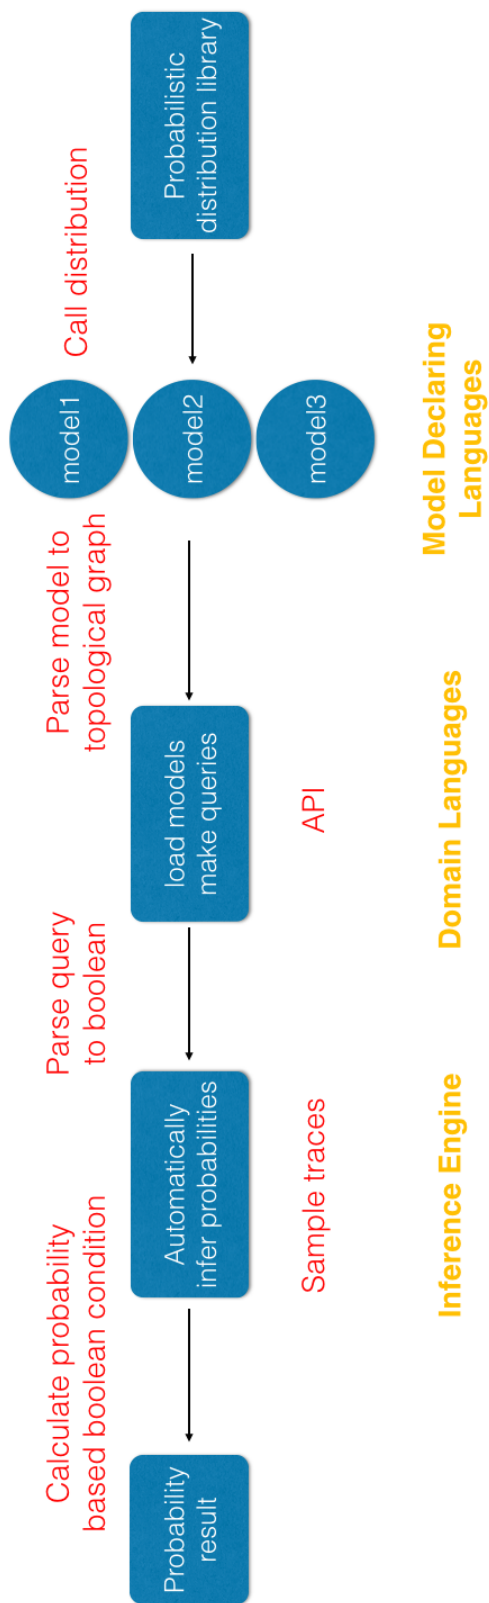 Probabilistic
distribution library
Call distribution
model1
model2
model3
Model Declaring
Languages
Parse model to
topological graph
load models
make queries
API
Domain Languages
Parse query
to boolean
Automatically
infer probabilities
Sample traces
Inference Engine
Calculate probability
based boolean condition
Probability
result